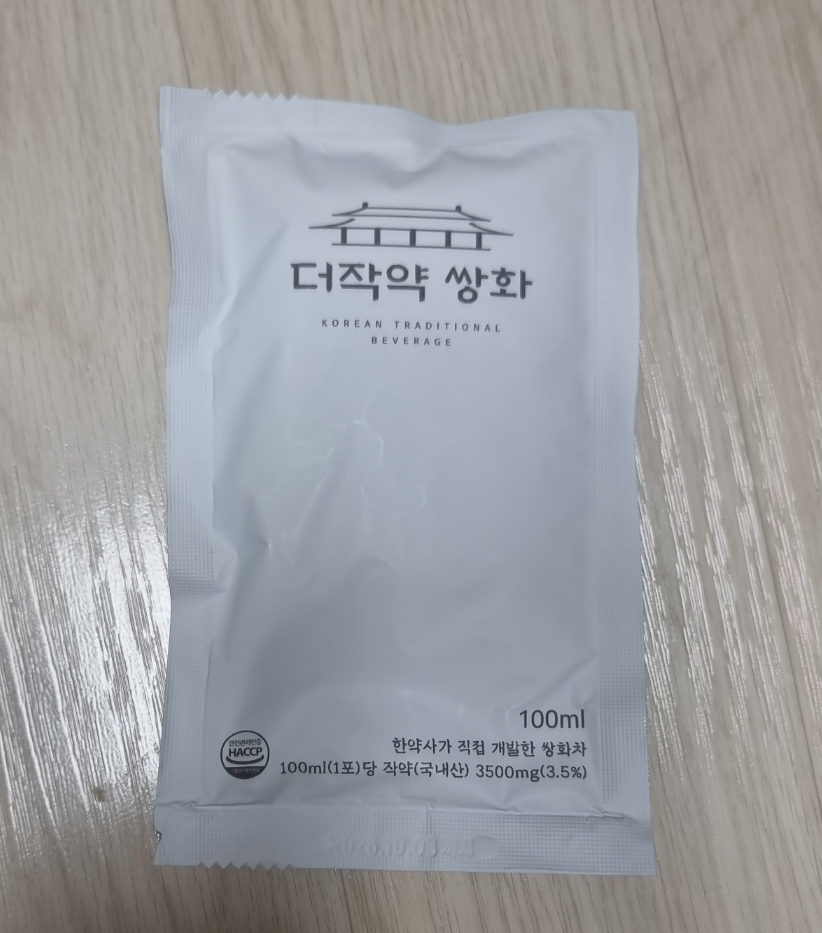 더작약 쌍화
KOREAN TRADITIONAL
BEVERAGE
100ml
한약사가 직접 개발한 쌍화차
HACCP
100ml(1포)당 작약(국내산) 3500mg(3.5%)